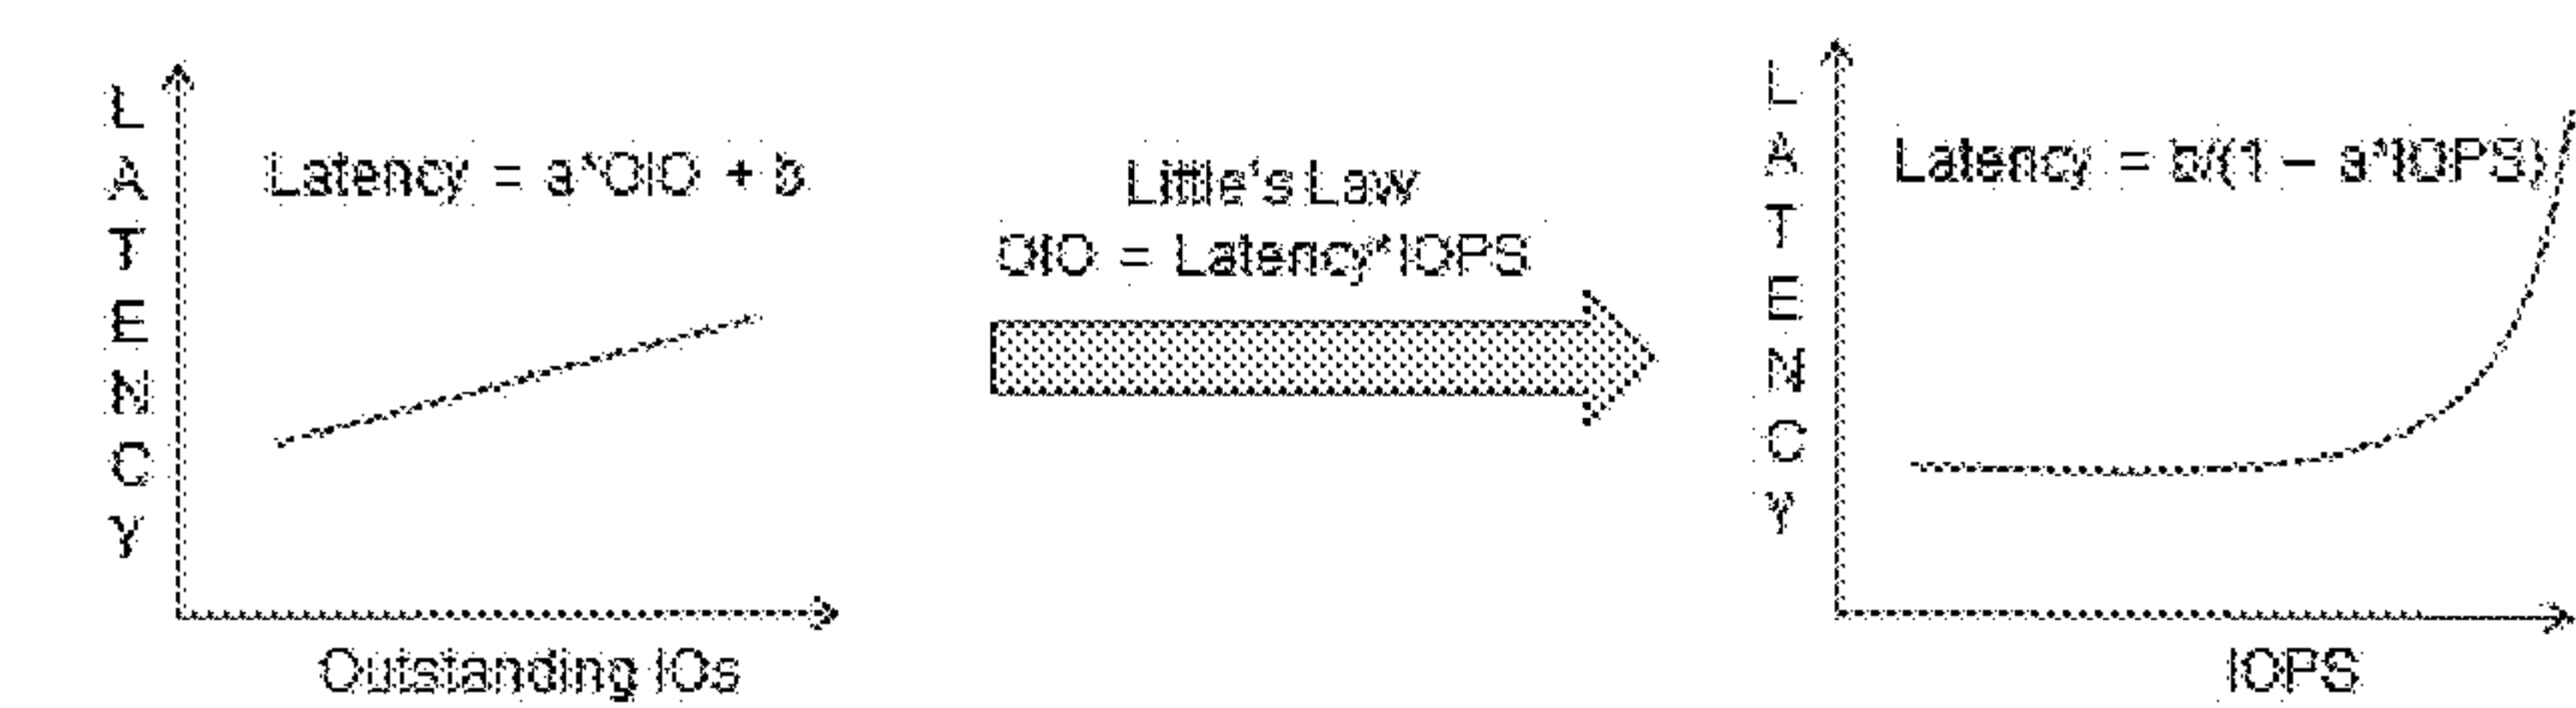 LATENCY
Latency = a*OIO + b
Outstanding IOs
Little's Law
OIO = Latency*IOPS
LATENCY
Latency = b/(1 – a*IOPS)
IOPS